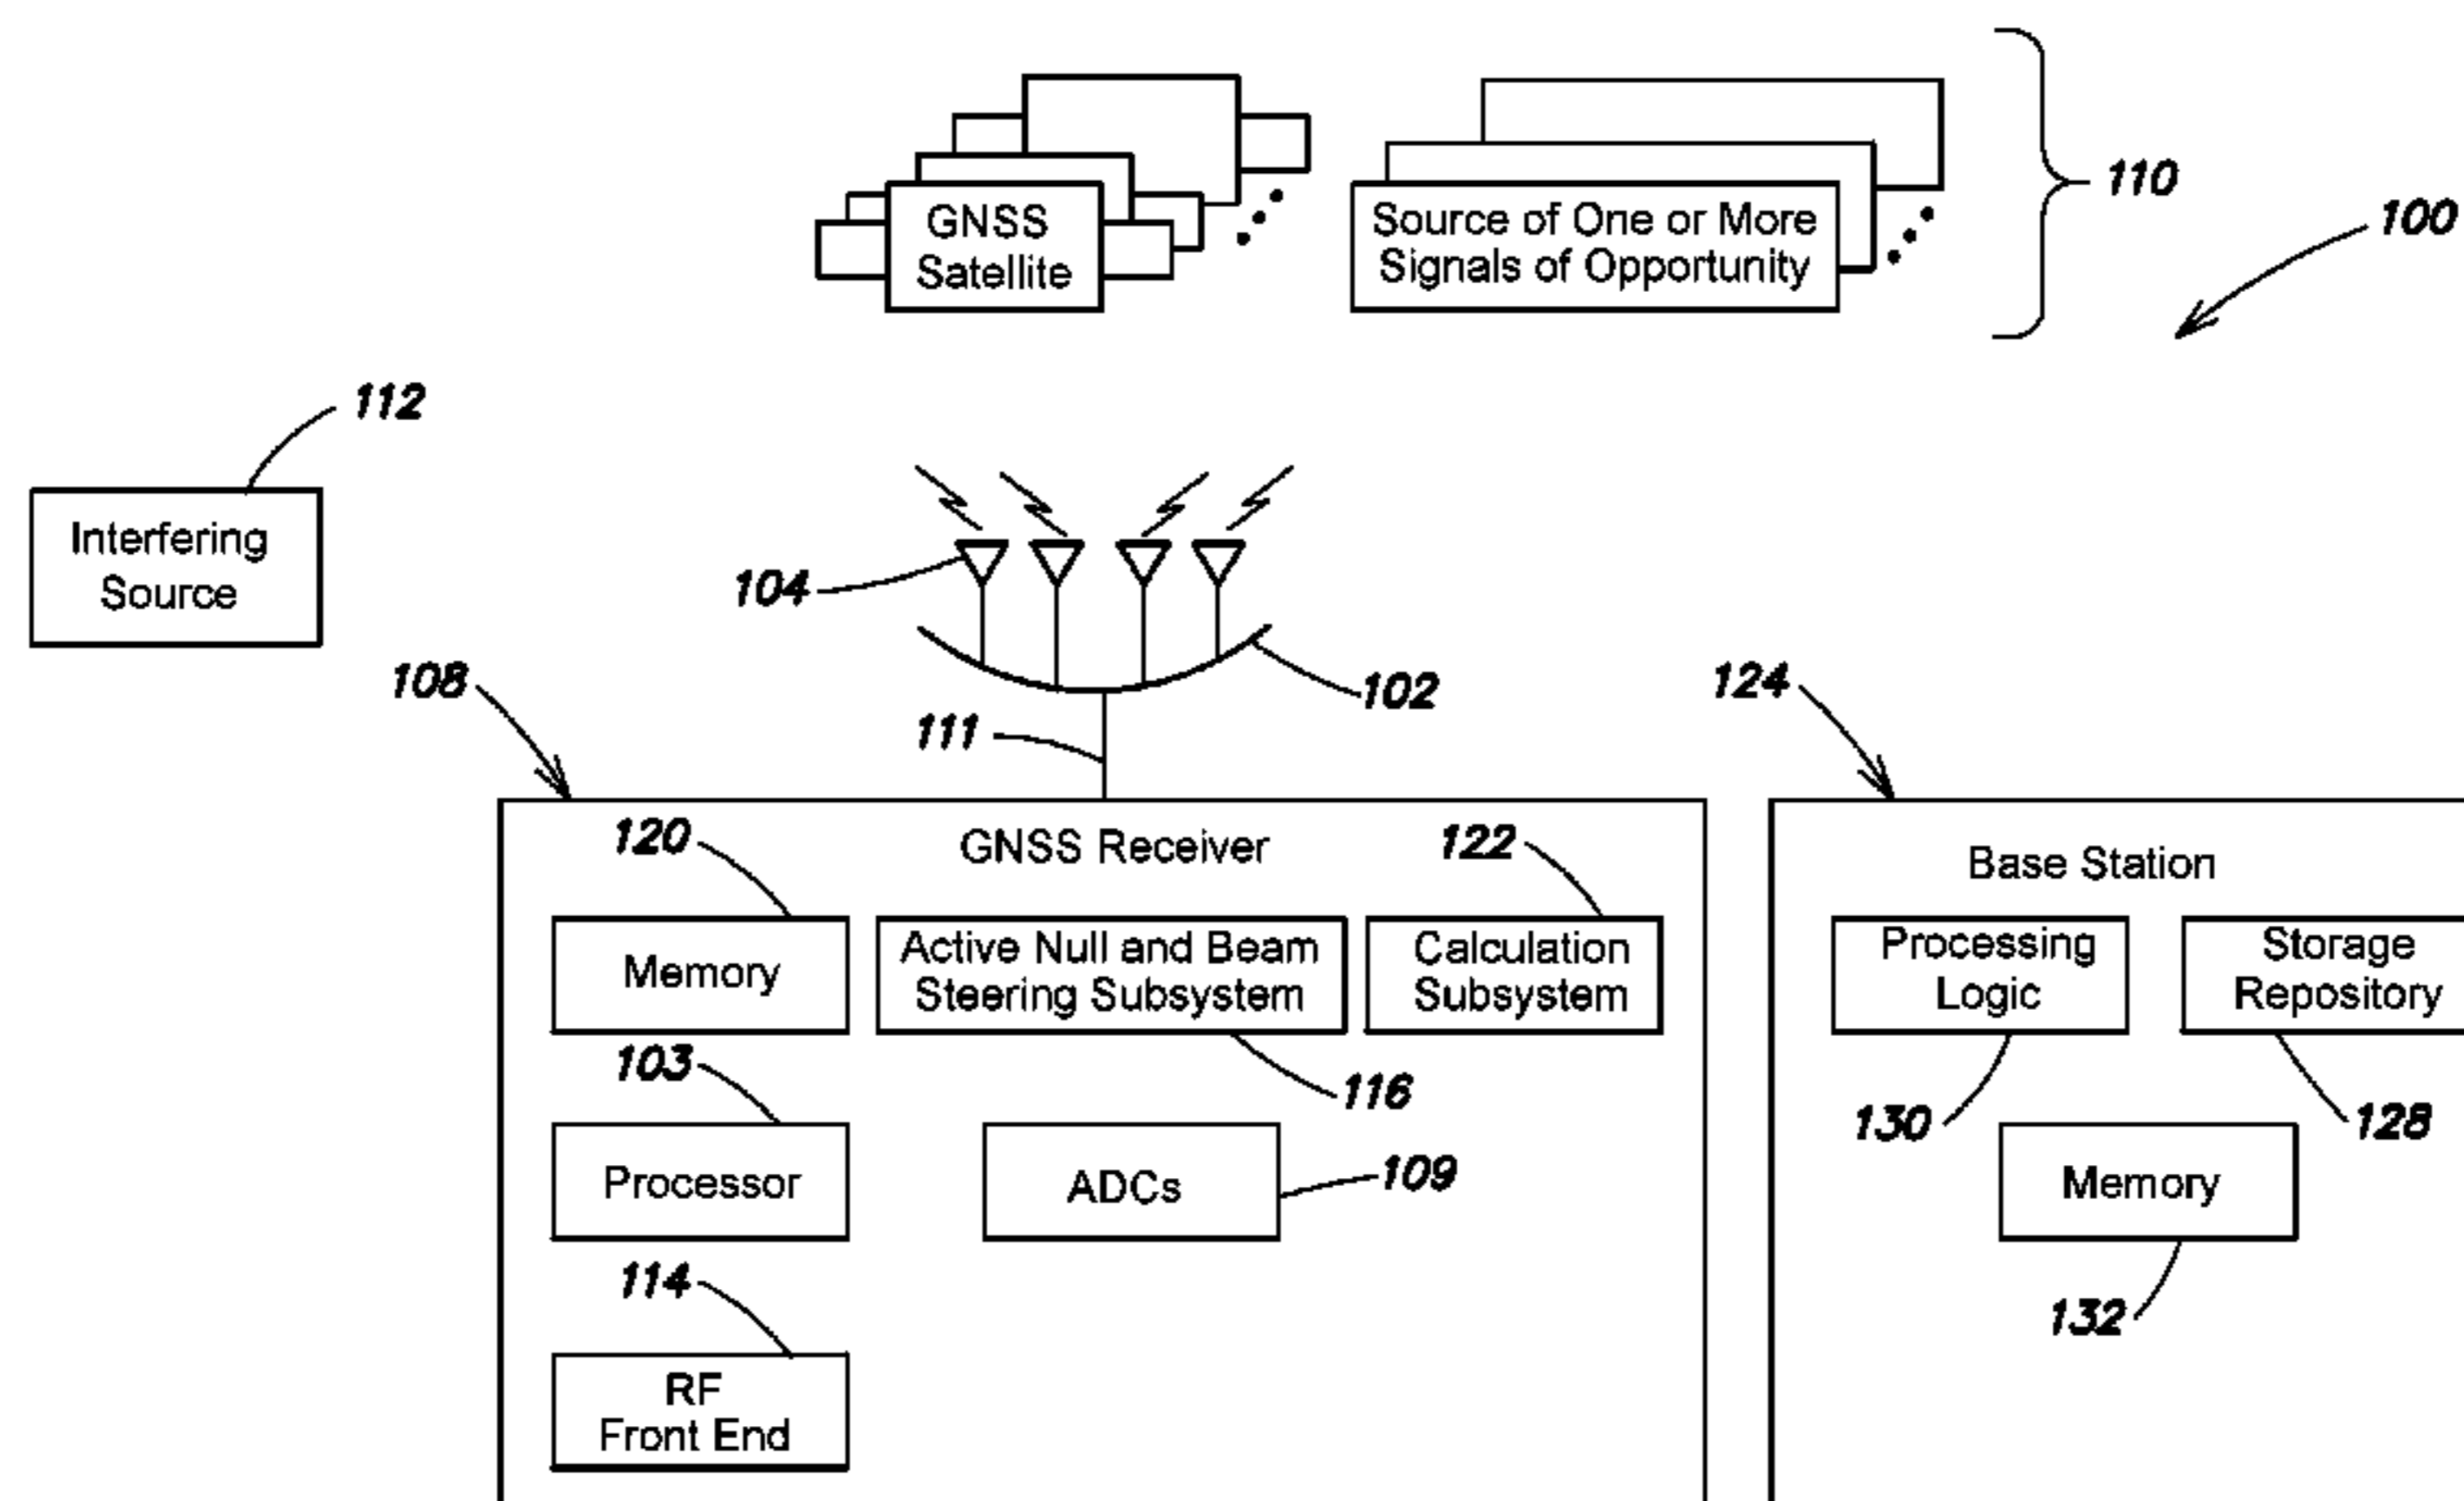 110
100
GNSS
Satellite
Source of One or More
Signals of Opportunity
112
Interfering
Source
104
102
108
111
124
GNSS Receiver
120
122
Memory
Active Null and Beam
Steering Subsystem
Calculation
Subsystem
103
116
Processor
ADCs
109
114
RF
Front End
Base Station
Processing
Logic
Storage
Repository
130
128
Memory
132